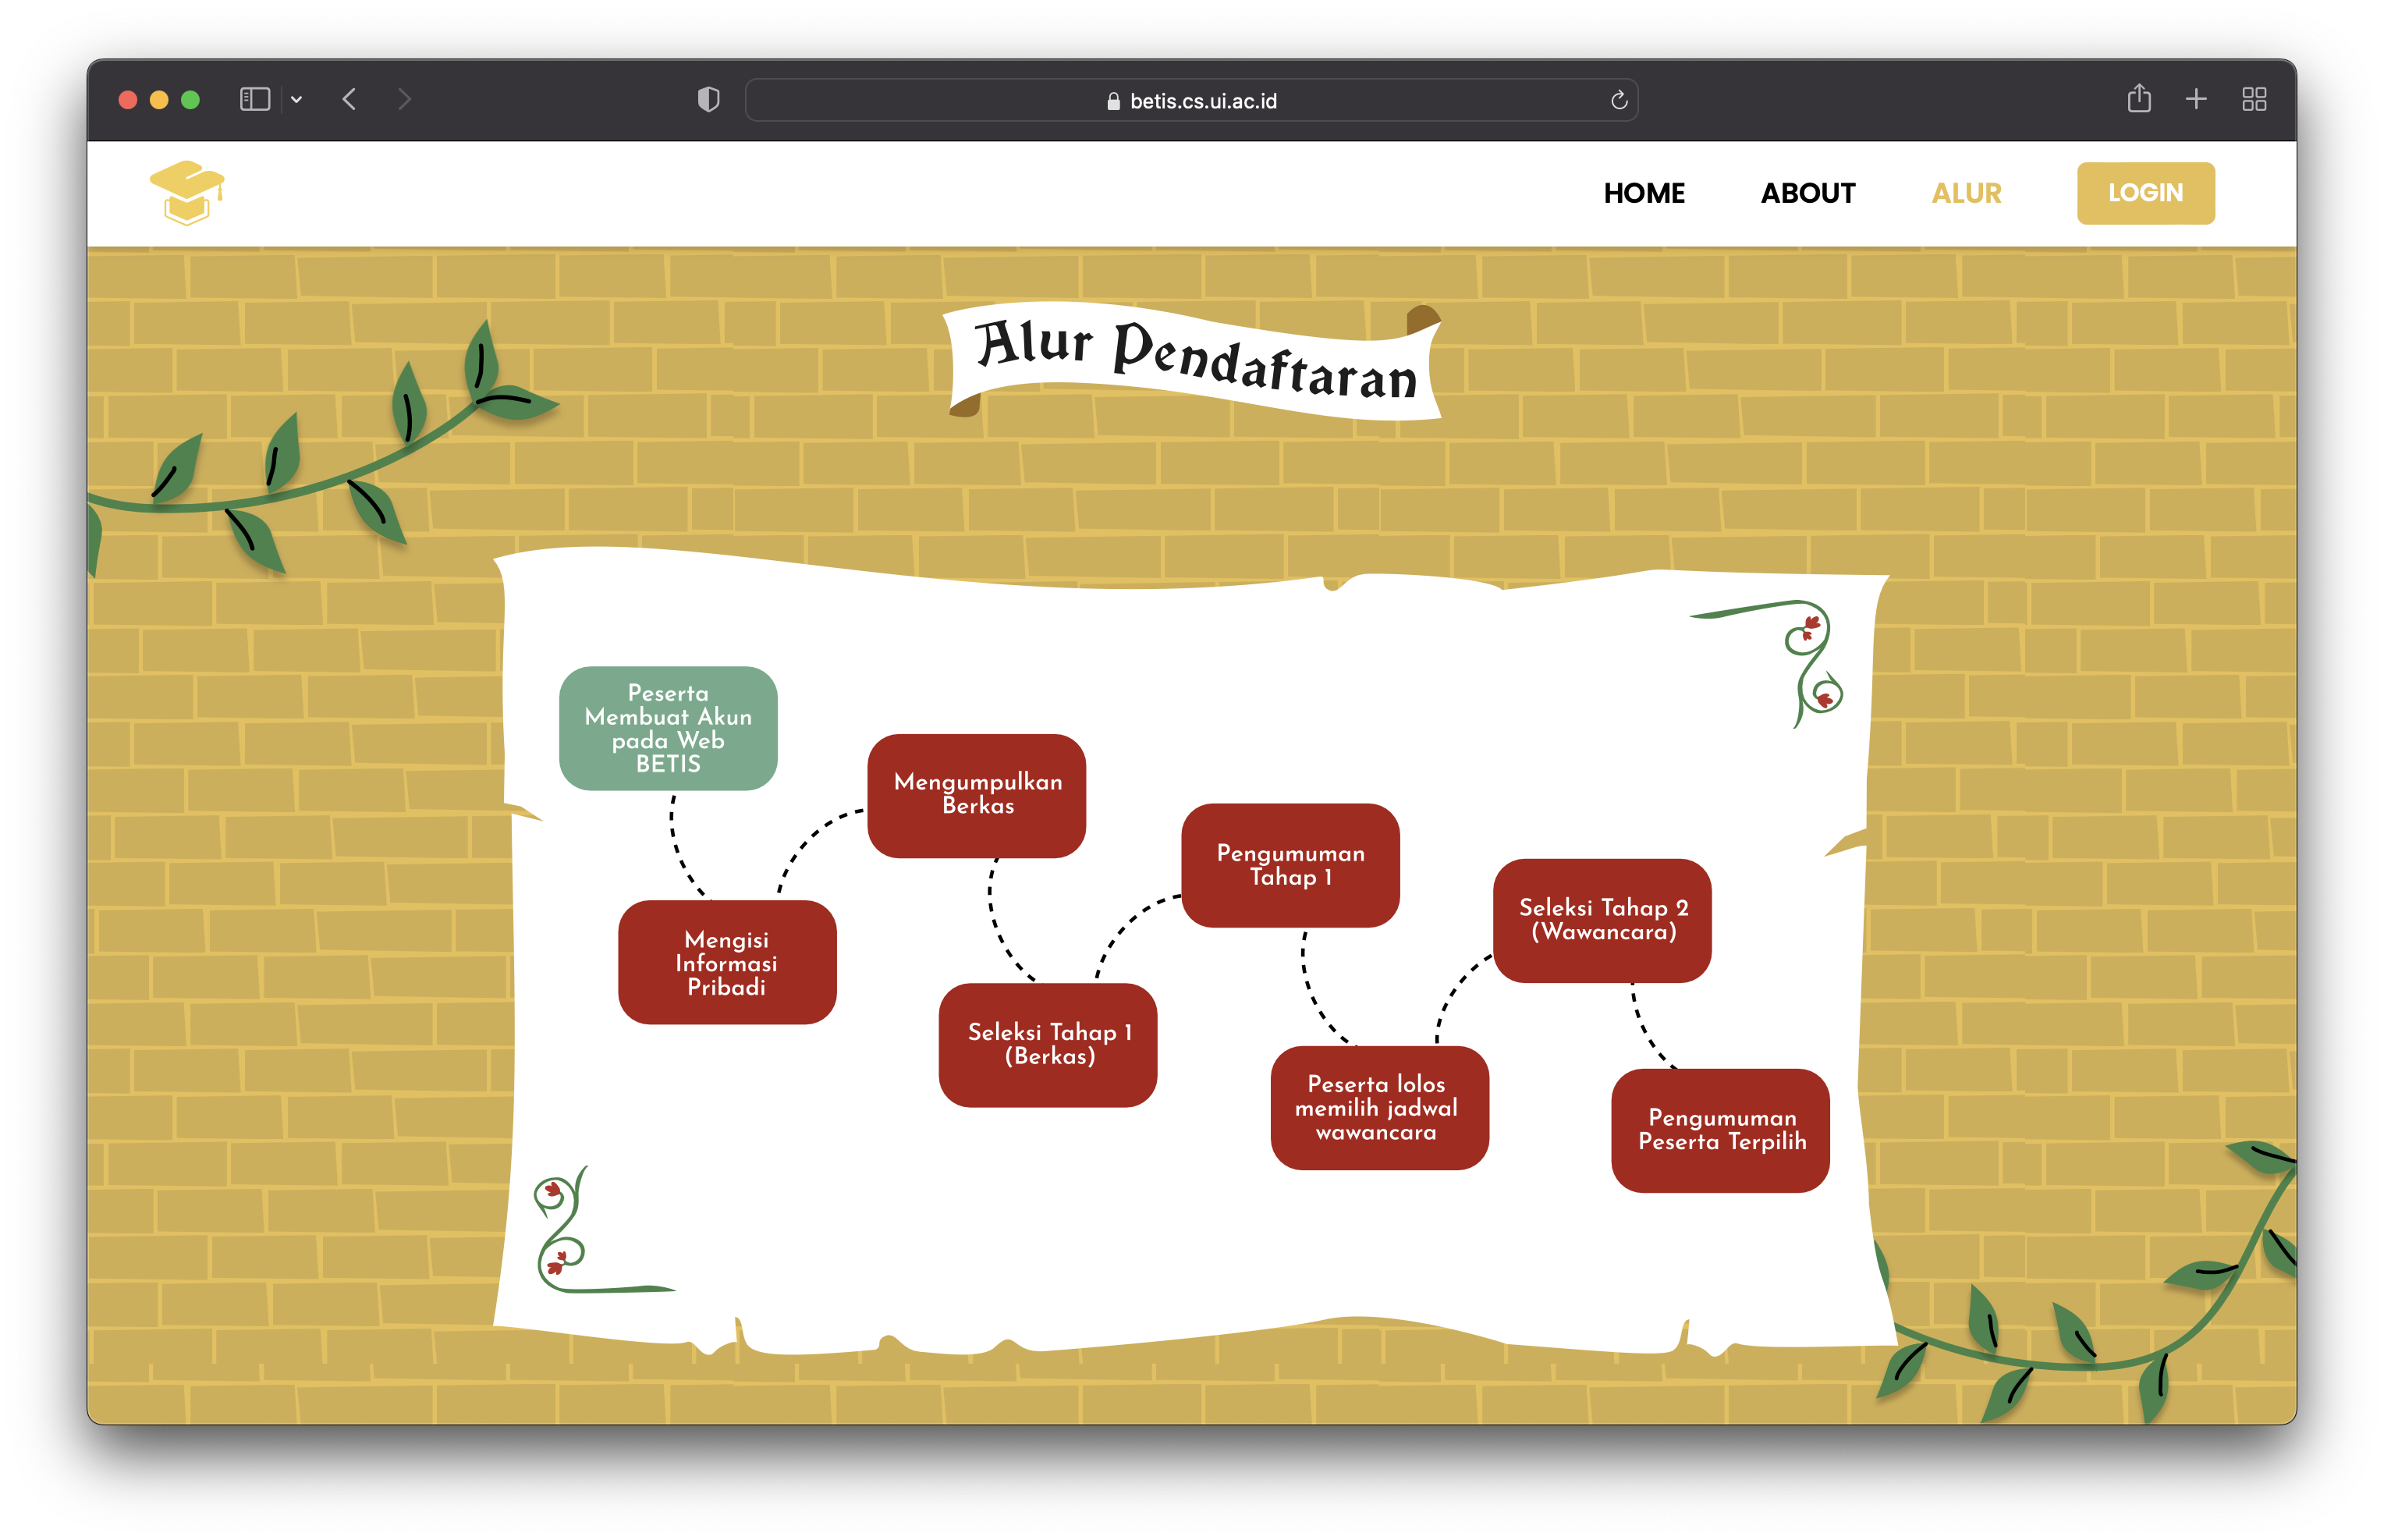 betis.cs.ui.ac.id
HOME
ABOUT
ALUR
LOGIN
Alur Pendaftaran
Peserta
Membuat Akun
pada Web
BETIS
Mengisi
Informasi
Pribadi
Mengumpulkan
Berkas
Seleksi Tahap 1
(Berkas)
Pengumuman
Tahap 1
Peserta lolos
memilih jadwal
wawancara
Seleksi Tahap 2
(Wawancara)
Pengumuman
Peserta Terpilih